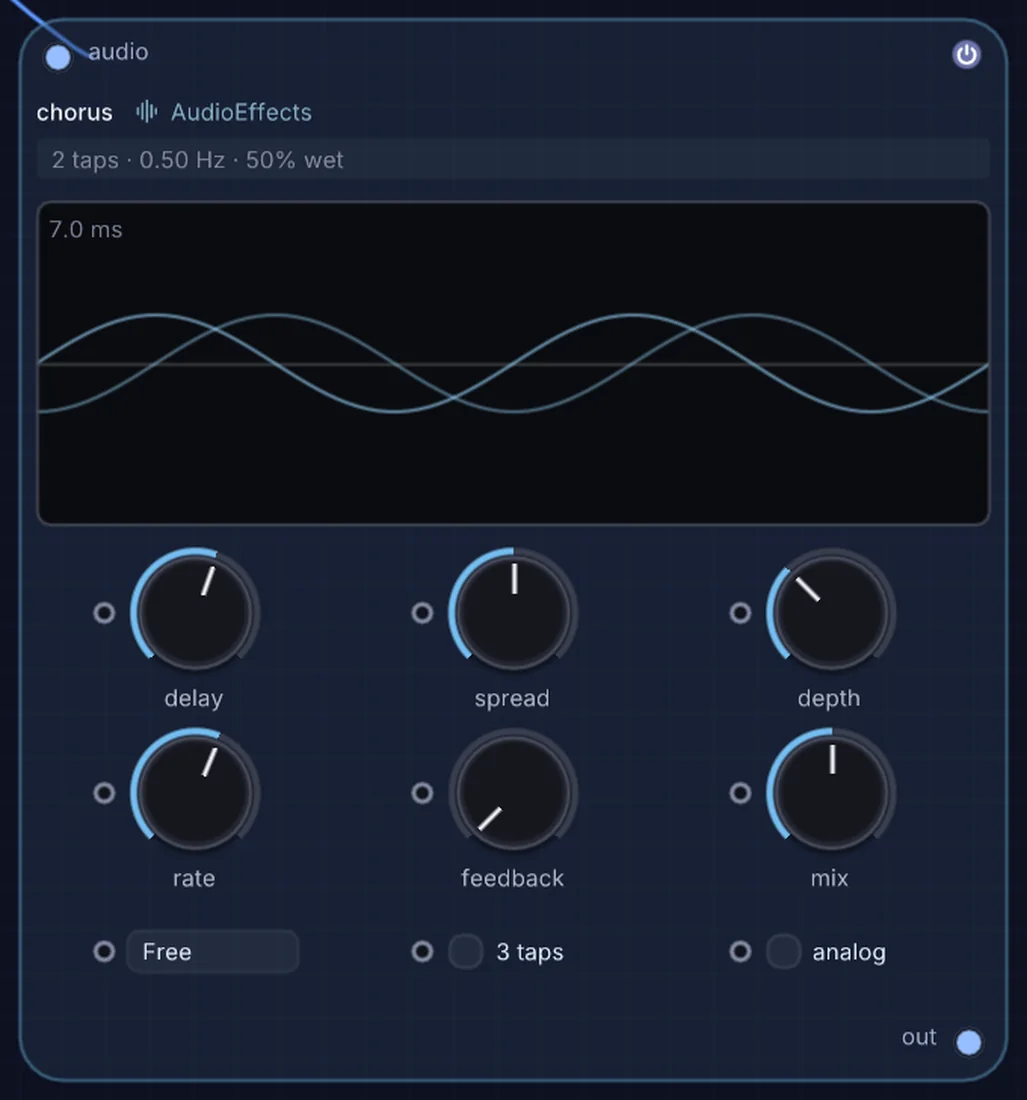 audio
chorus AudioEffects
2 taps · 0.50 Hz · 50% wet
7.0 ms
delay spread depth
rate feedback mix
Free 3 taps analog
out